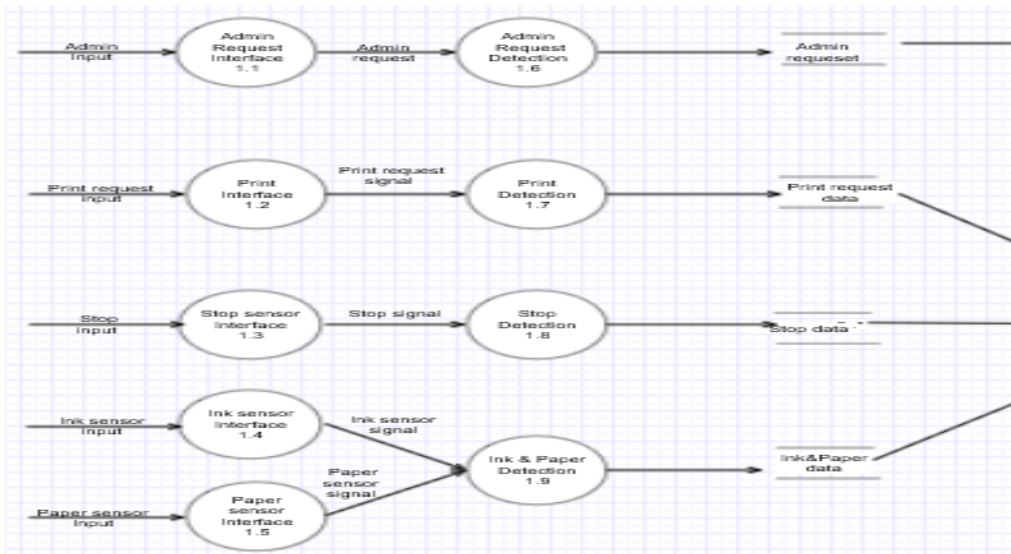 Admin
input
Admin
Request
Interface
1.1
Admin
request
Admin
Request
Detection
1.6
Admin
requeset
Print request
input
Print
Interface
1.2
Print request
signal
Print
Detection
1.7
Print request
data
Stop
input
Stop sensor
Interface
1.3
Stop signal
Stop
Detection
1.8
Stop data
Ink sensor
input
Ink sensor
Interface
1.4
Ink sensor
signal
Paper sensor
input
Paper
sensor
Interface
1.5
Paper
sensor
signal
Ink & Paper
Detection
1.9
Ink&Paper
data